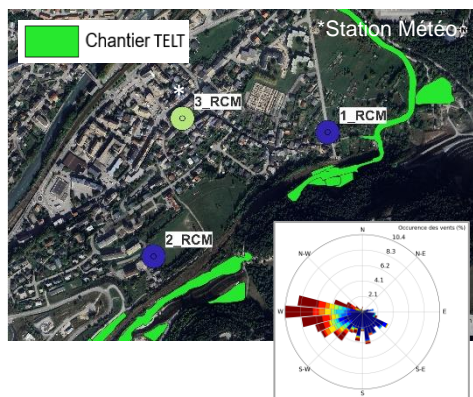 *Station Météo
Chantier TELT
3_RCM
1_RCM
2_RCM
Occurence des vents (%)
N
10.4
N-W
8.3
N-E
6.2
4.1
2.1
W
E
S-W
S-E
S